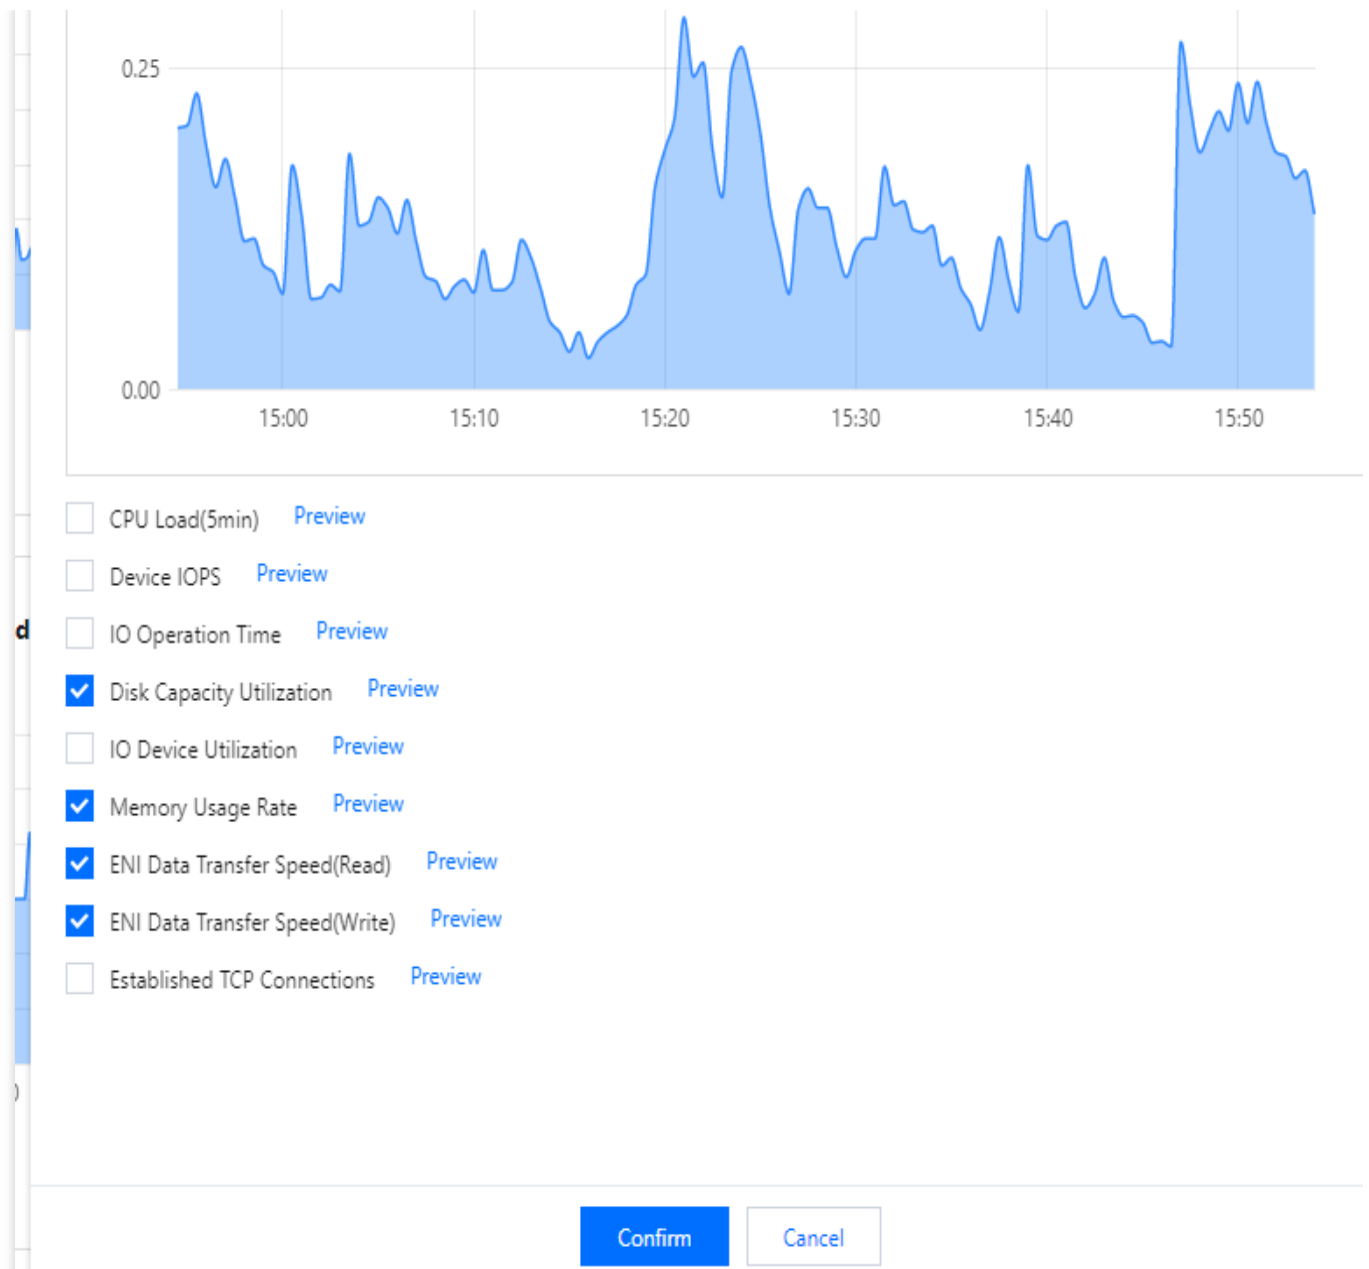 0.25
0.00
15:00 15:10 15:20 15:30 15:40 15:50
CPU Load(5min) Preview
Device IOPS Preview
d
IO Operation Time Preview
Disk Capacity Utilization Preview
IO Device Utilization Preview
Memory Usage Rate Preview
ENI Data Transfer Speed(Read) Preview
ENI Data Transfer Speed(Write) Preview
Established TCP Connections Preview
Confirm Cancel